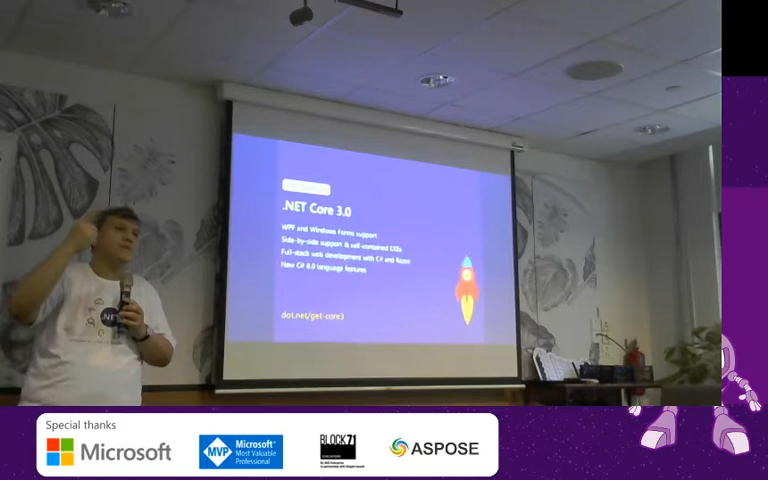 .NET Core 3.0
WPF and Windows Forms support
Side-by-side support & self-contained EXEs
Full-stack web development with C# and Razor
New C# 8.0 language features
dot.net/get-core3
.NET
Special thanks
Microsoft
MVP
Microsoft®
Most Valuable
Professional
BLOCK71
ASPOSE